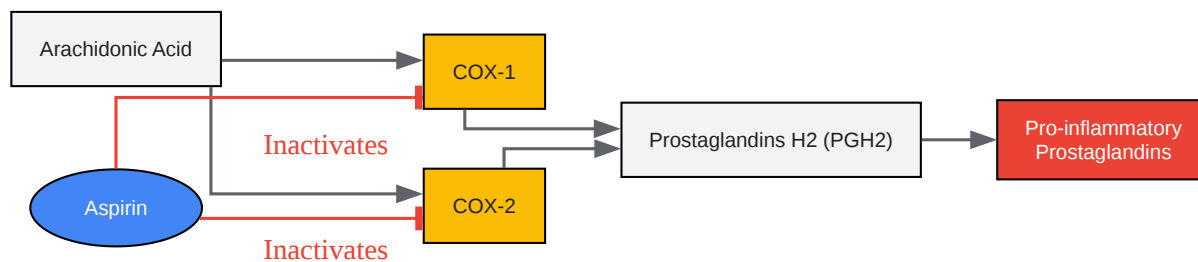 Arachidonic Acid
COX-1
Inactivates
Prostaglandins H2 (PGH2)
Pro-inflammatory
Prostaglandins
Aspirin
COX-2
Inactivates